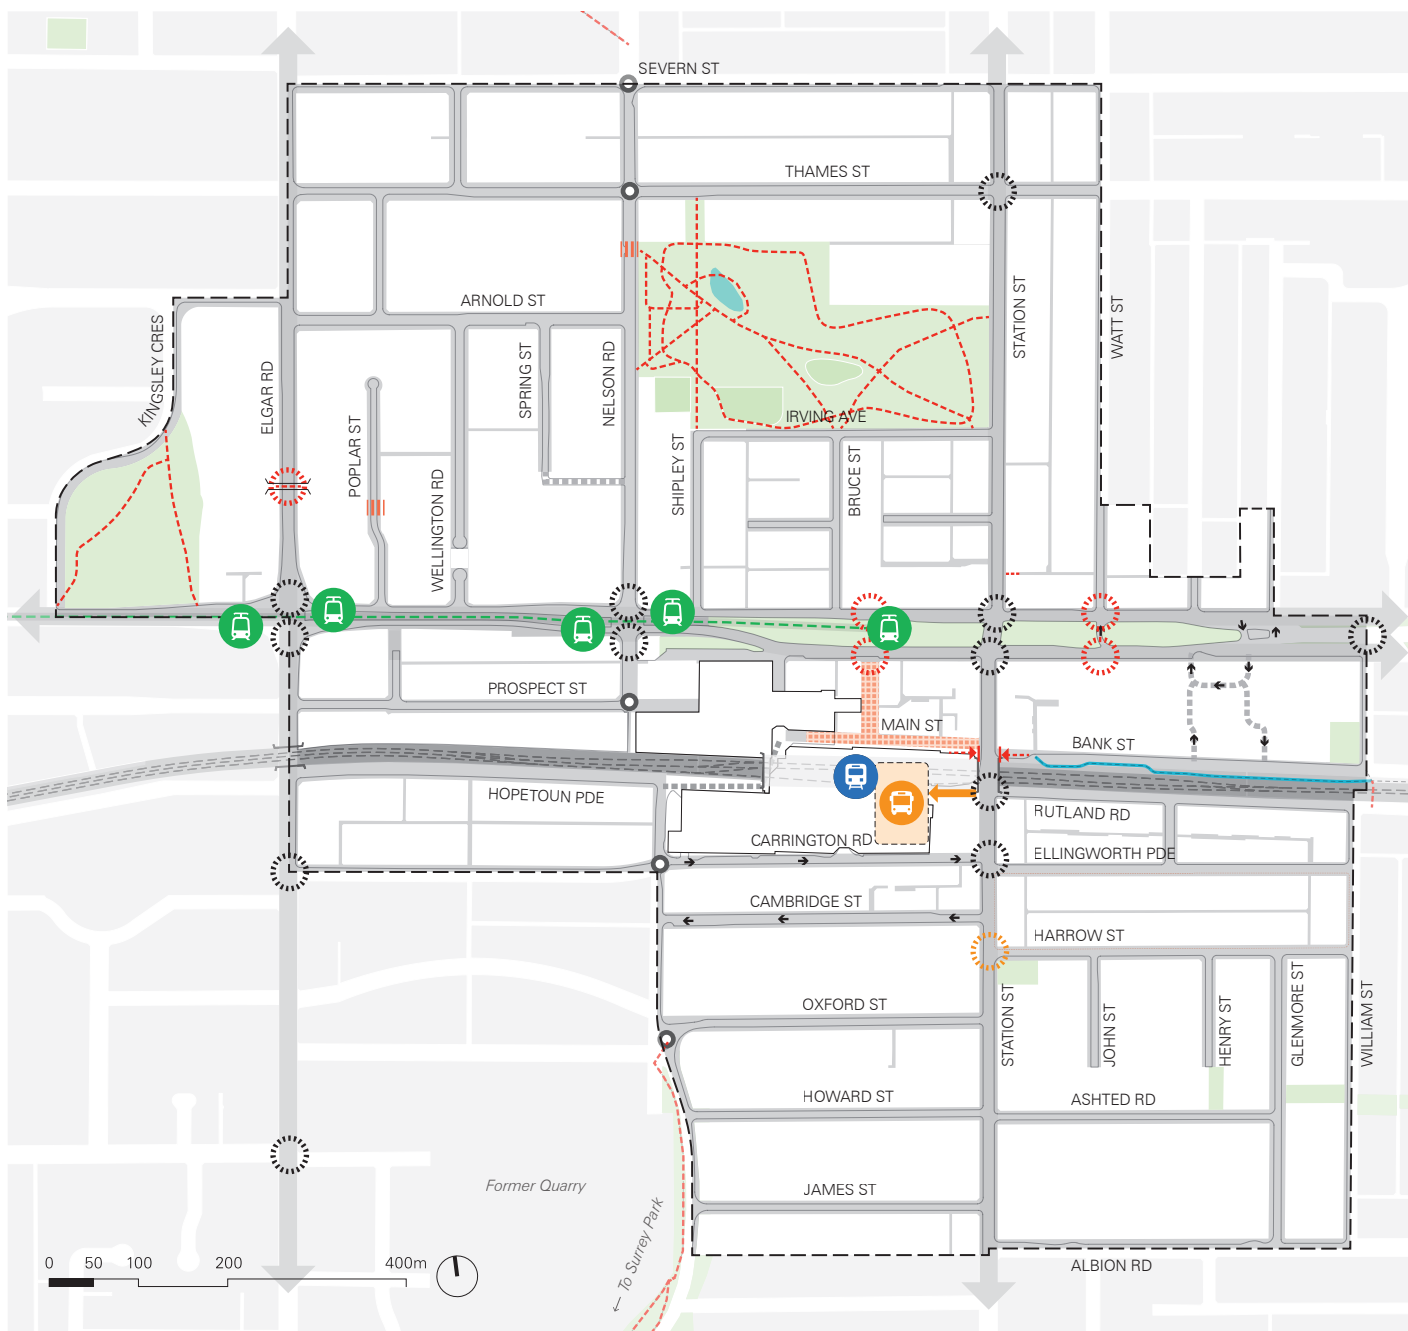 SEVERN ST
THAMES ST
ARNOLD ST
KINGSLEY CRES
ELGAR RD
POPLAR ST
WELLINGTON RD
SPRING ST
NELSON RD
SHIPLEY ST
IRVING AVE
BRUCE ST
STATION ST
WATT ST
PROSPECT ST
MAIN ST
BANK ST
HOPETOUN PDE
CARRINGTON RD
RUTLAND RD
ELLINGWORTH PDE
CAMBRIDGE ST
HARROW ST
OXFORD ST
STATION ST
JOHN ST
HENRY ST
GLENMORE ST
WILLIAM ST
HOWARD ST
ASHTED RD
JAMES ST
Former Quarry
← To Surrey Park
0 50 100 200 400m
ALBION RD